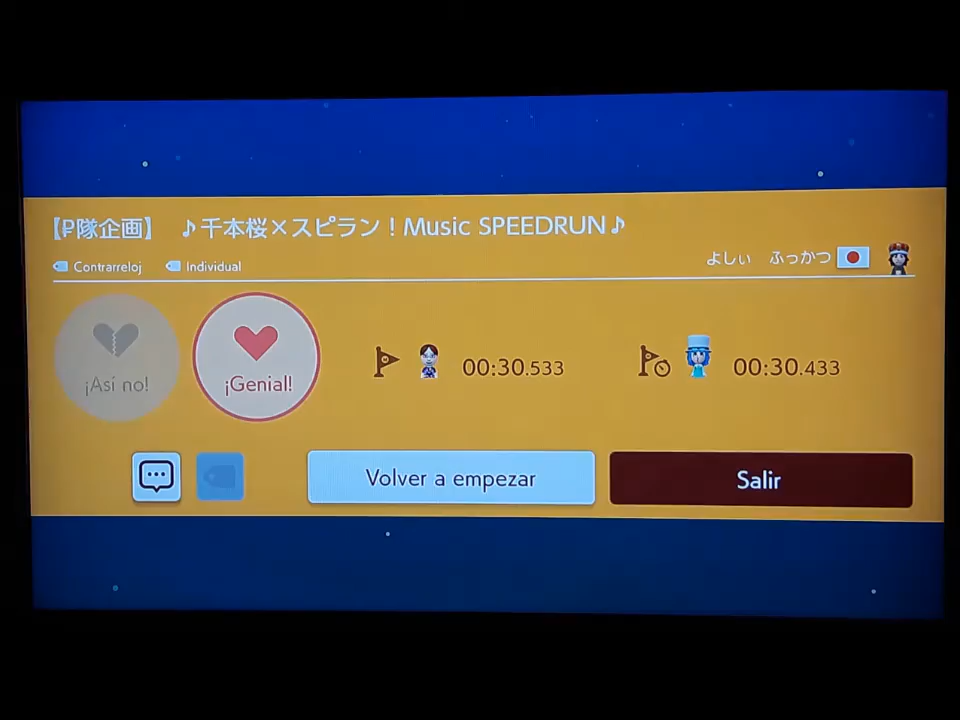 【P隊企画】 ♪千本桜×スピラン！Music SPEEDRUN♪
Contrarreloj Individual
よしぃ ふっかつ
¡Así no! ¡Genial!
M 00:30.533 00:30.433
Volver a empezar Salir